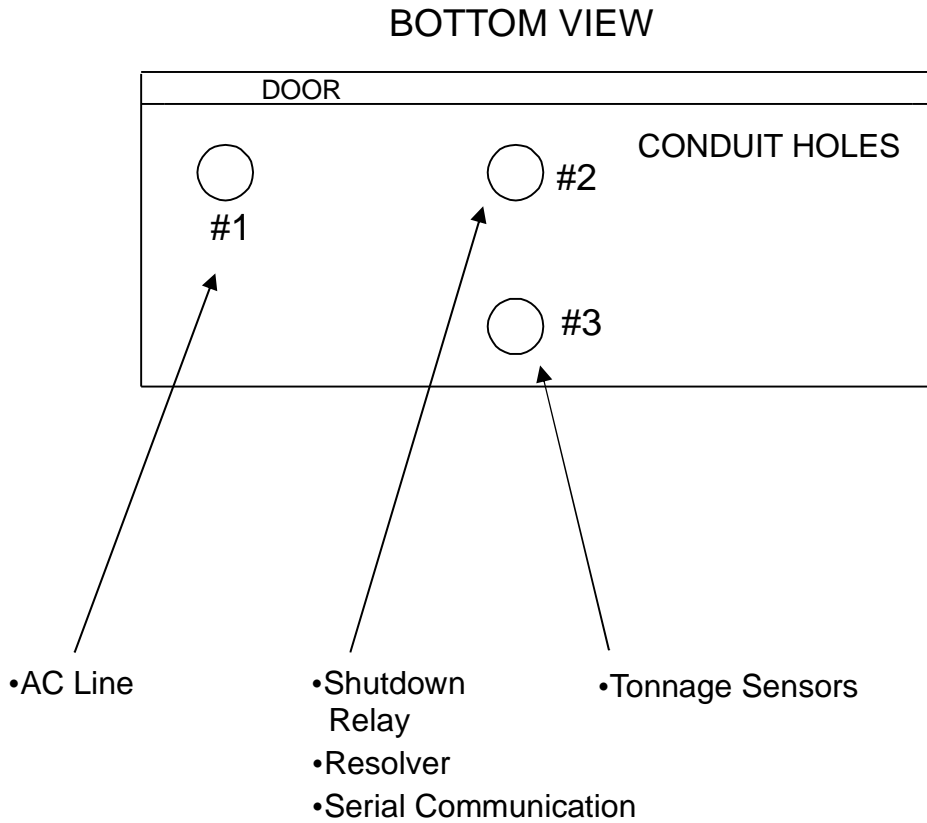 BOTTOM VIEW
DOOR
CONDUIT HOLES
#1
#2
#3
•AC Line
•Shutdown
Relay
•Resolver
•Serial Communication
•Tonnage Sensors